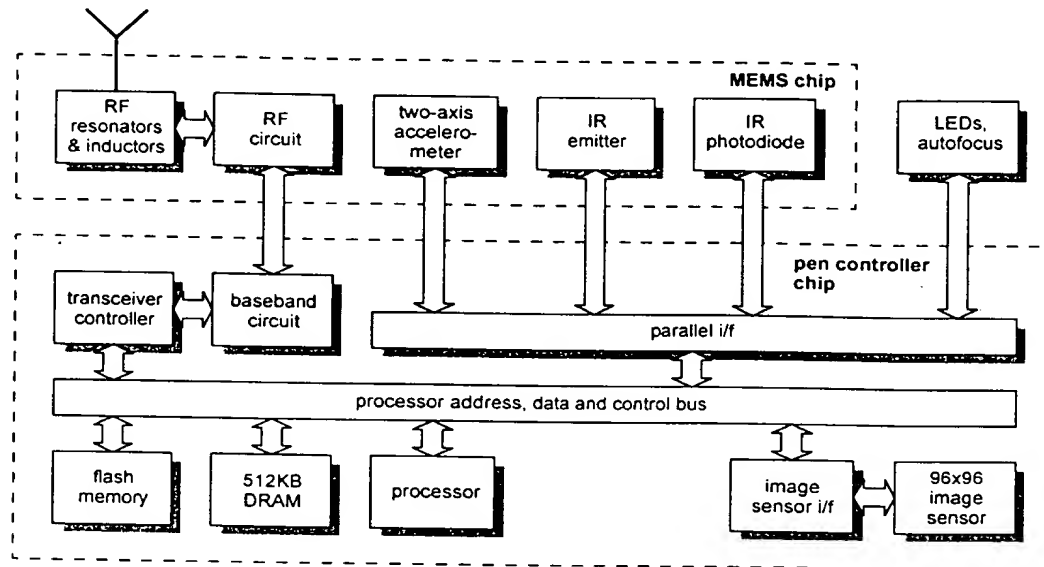 MEMS chip
RF
resonators
& inductors
RF
circuit
two-axis
accelero-
meter
IR
emitter
IR
photodiode
LEDs,
autofocus
pen controller
chip
transceiver
controller
baseband
circuit
parallel i/f
processor address, data and control bus
flash
memory
512KB
DRAM
processor
image
sensor i/f
96x96
image
sensor